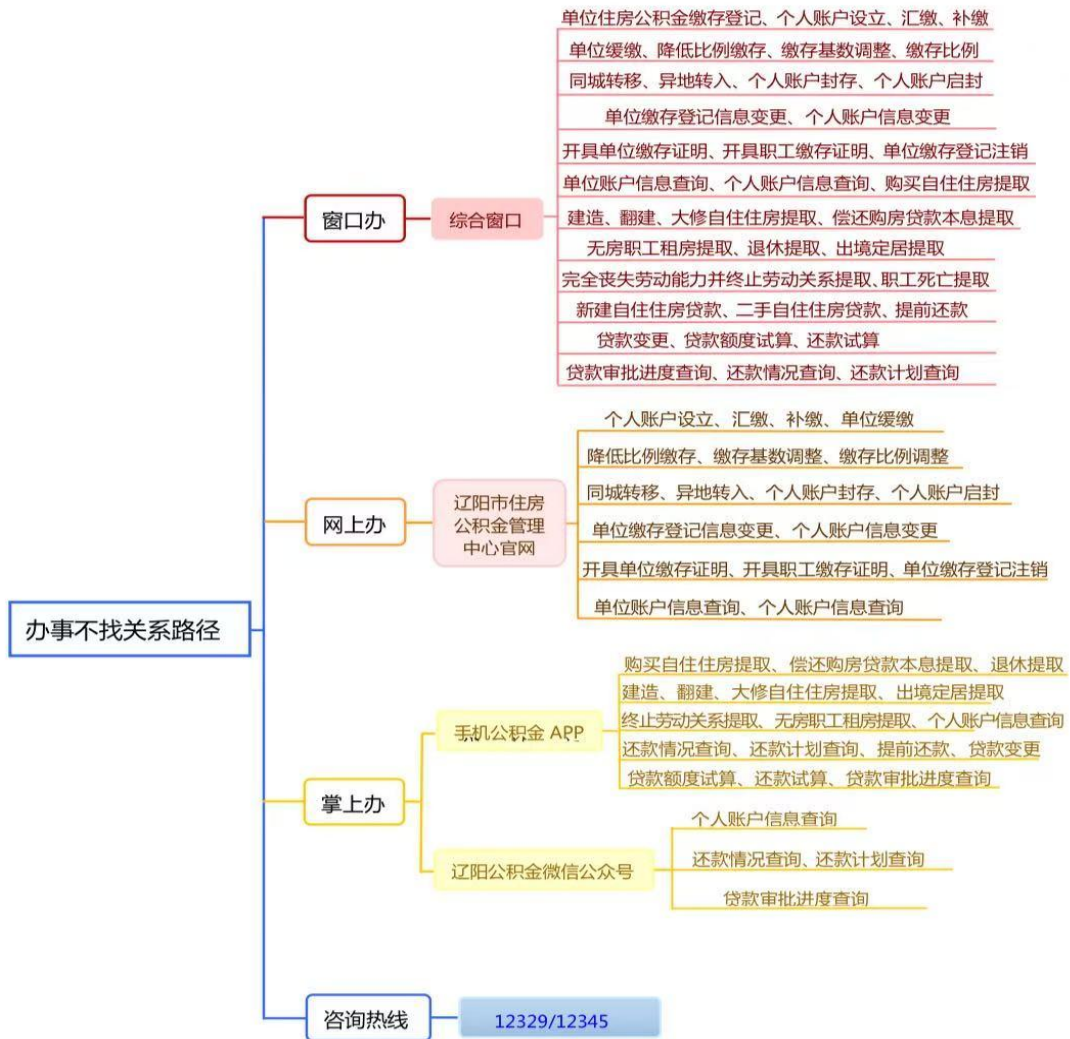 办事不找关系路径
窗口办
综合窗口
单位住房公积金缴存登记、个人账户设立、汇缴、补缴
单位缓缴、降低比例缴存、缴存基数调整、缴存比例
同城转移、异地转入、个人账户封存、个人账户启封
单位缴存登记信息变更、个人账户信息变更
开具单位缴存证明、开具职工缴存证明、单位缴存登记注销
单位账户信息查询、个人账户信息查询、购买自住住房提取
建造、翻建、大修自住住房提取、偿还购房贷款本息提取
无房职工租房提取、退休提取、出境定居提取
完全丧失劳动能力并终止劳动关系提取、职工死亡提取
新建自住住房贷款、二手自住住房贷款、提前还款
贷款变更、贷款额度试算、还款试算
贷款审批进度查询、还款情况查询、还款计划查询
网上办
辽阳市住房
公积金管理
中心官网
个人账户设立、汇缴、补缴、单位缓缴
降低比例缴存、缴存基数调整、缴存比例调整
同城转移、异地转入、个人账户封存、个人账户启封
单位缴存登记信息变更、个人账户信息变更
开具单位缴存证明、开具职工缴存证明、单位缴存登记注销
单位账户信息查询、个人账户信息查询
掌上办
手机公积金 APP
购买自住住房提取、偿还购房贷款本息提取、退休提取
建造、翻建、大修自住住房提取、出境定居提取
终止劳动关系提取、无房职工租房提取、个人账户信息查询
还款情况查询、还款计划查询、提前还款、贷款变更
贷款额度试算、还款试算、贷款审批进度查询
辽阳公积金微信公众号
个人账户信息查询
还款情况查询、还款计划查询
贷款审批进度查询
咨询热线
12329/12345